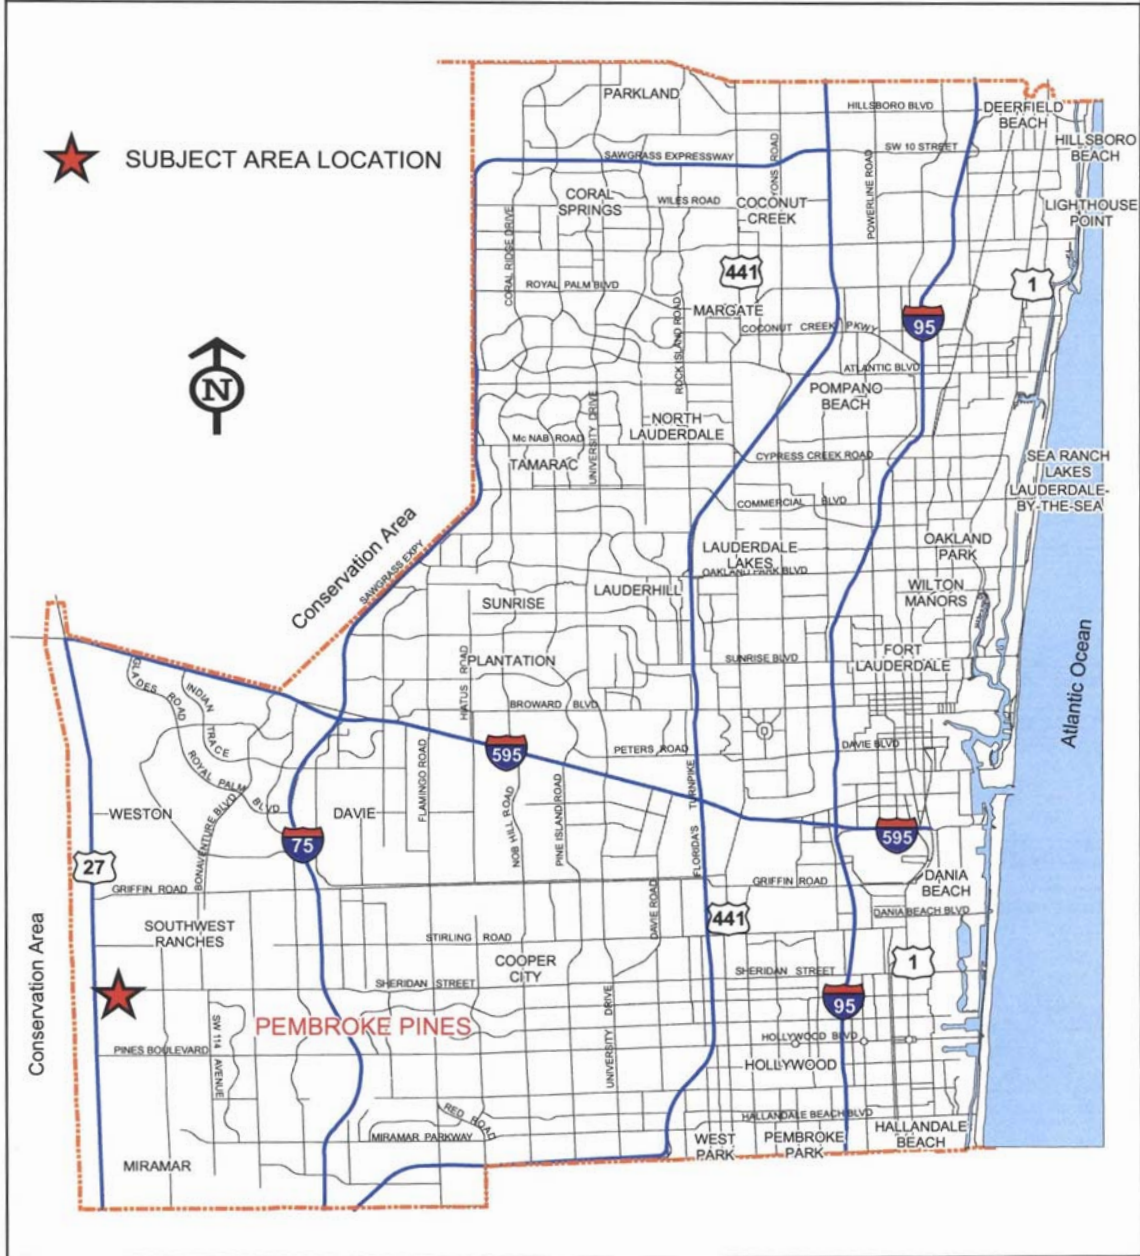 PARKLAND
HILLSBORO BLVD
DEERFIELD
BEACH
HILLSBORO
BEACH
SUBJECT AREA LOCATION
SAWGRASS EXPRESSWAY
SW 10 STREET
LYONS ROAD
POWERLINE ROAD
CORAL
SPRINGS
WILES ROAD
COCONUT
CREEK
LIGHTHOUSE
POINT
CORAL RIDGE DRIVE
441
1
ROYAL PALM BLVD
ROCK ISLAND ROAD
MARGATE
COCONUT CREEK PKWY
95
N
ATLANTIC BLVD
POMPANO
BEACH
UNIVERSITY DRIVE
NORTH
LAUDERDALE
Mc NAB ROAD
TAMARAC
CYPRESS CREEK ROAD
SEA RANCH
LAKES
LAUDERDALE-
BY-THE-SEA
COMMERCIAL BLVD
Conservation Area
SAWGRASS EXPY
LAUDERDALE
LAKES
OAKLAND PARK BLVD
OAKLAND
PARK
SUNRISE
LAUDERHILL
WILTON
MANORS
HIATUS ROAD
PLANTATION
SUNRISE BLVD
FORT
LAUDERDALE
Atlantic Ocean
GLADES ROAD
INDIAN TRACE
BROWARD BLVD
595
PETERS ROAD
DAVIE BLVD
ROYAL PALM BLVD
FLAMINGO ROAD
NOB HILL ROAD
PINE ISLAND ROAD
FLORIDA'S TURNPIKE
WESTON
BONAVENTURE BLVD
DAVIE
75
595
27
GRIFFIN ROAD
GRIFFIN ROAD
DANIA
BEACH
DAVIE ROAD
441
DANIA BEACH BLVD
SOUTHWEST
RANCHES
STIRLING ROAD
Conservation Area
COOPER
CITY
1
SHERIDAN STREET
SHERIDAN STREET
95
SW 114 AVENUE
PEMBROKE PINES
UNIVERSITY DRIVE
HOLLYWOOD BLVD
PINES BOULEVARD
HOLLYWOOD
RED ROAD
HALLANDALE BEACH BLVD
MIRAMAR PARKWAY
WEST
PARK
PEMBROKE
PARK
HALLANDALE
BEACH
MIRAMAR